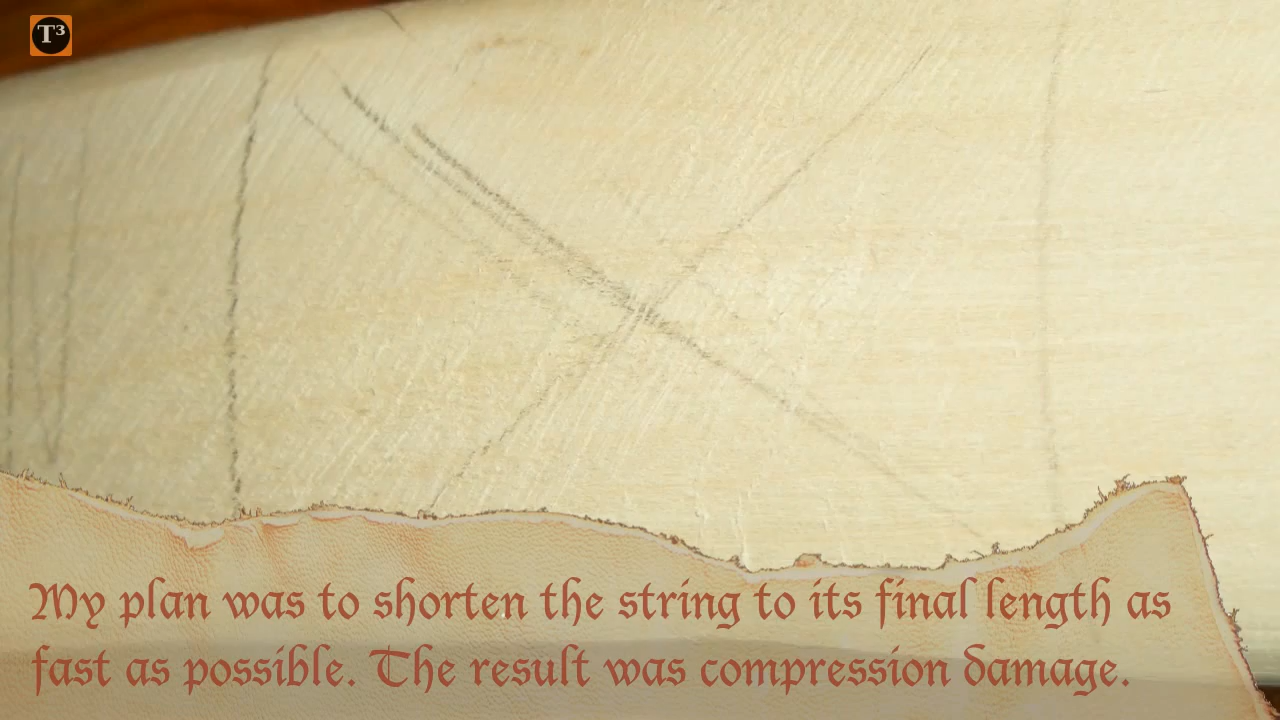 T³
My plan was to shorten the string to its final length as
fast as possible. The result was compression damage.